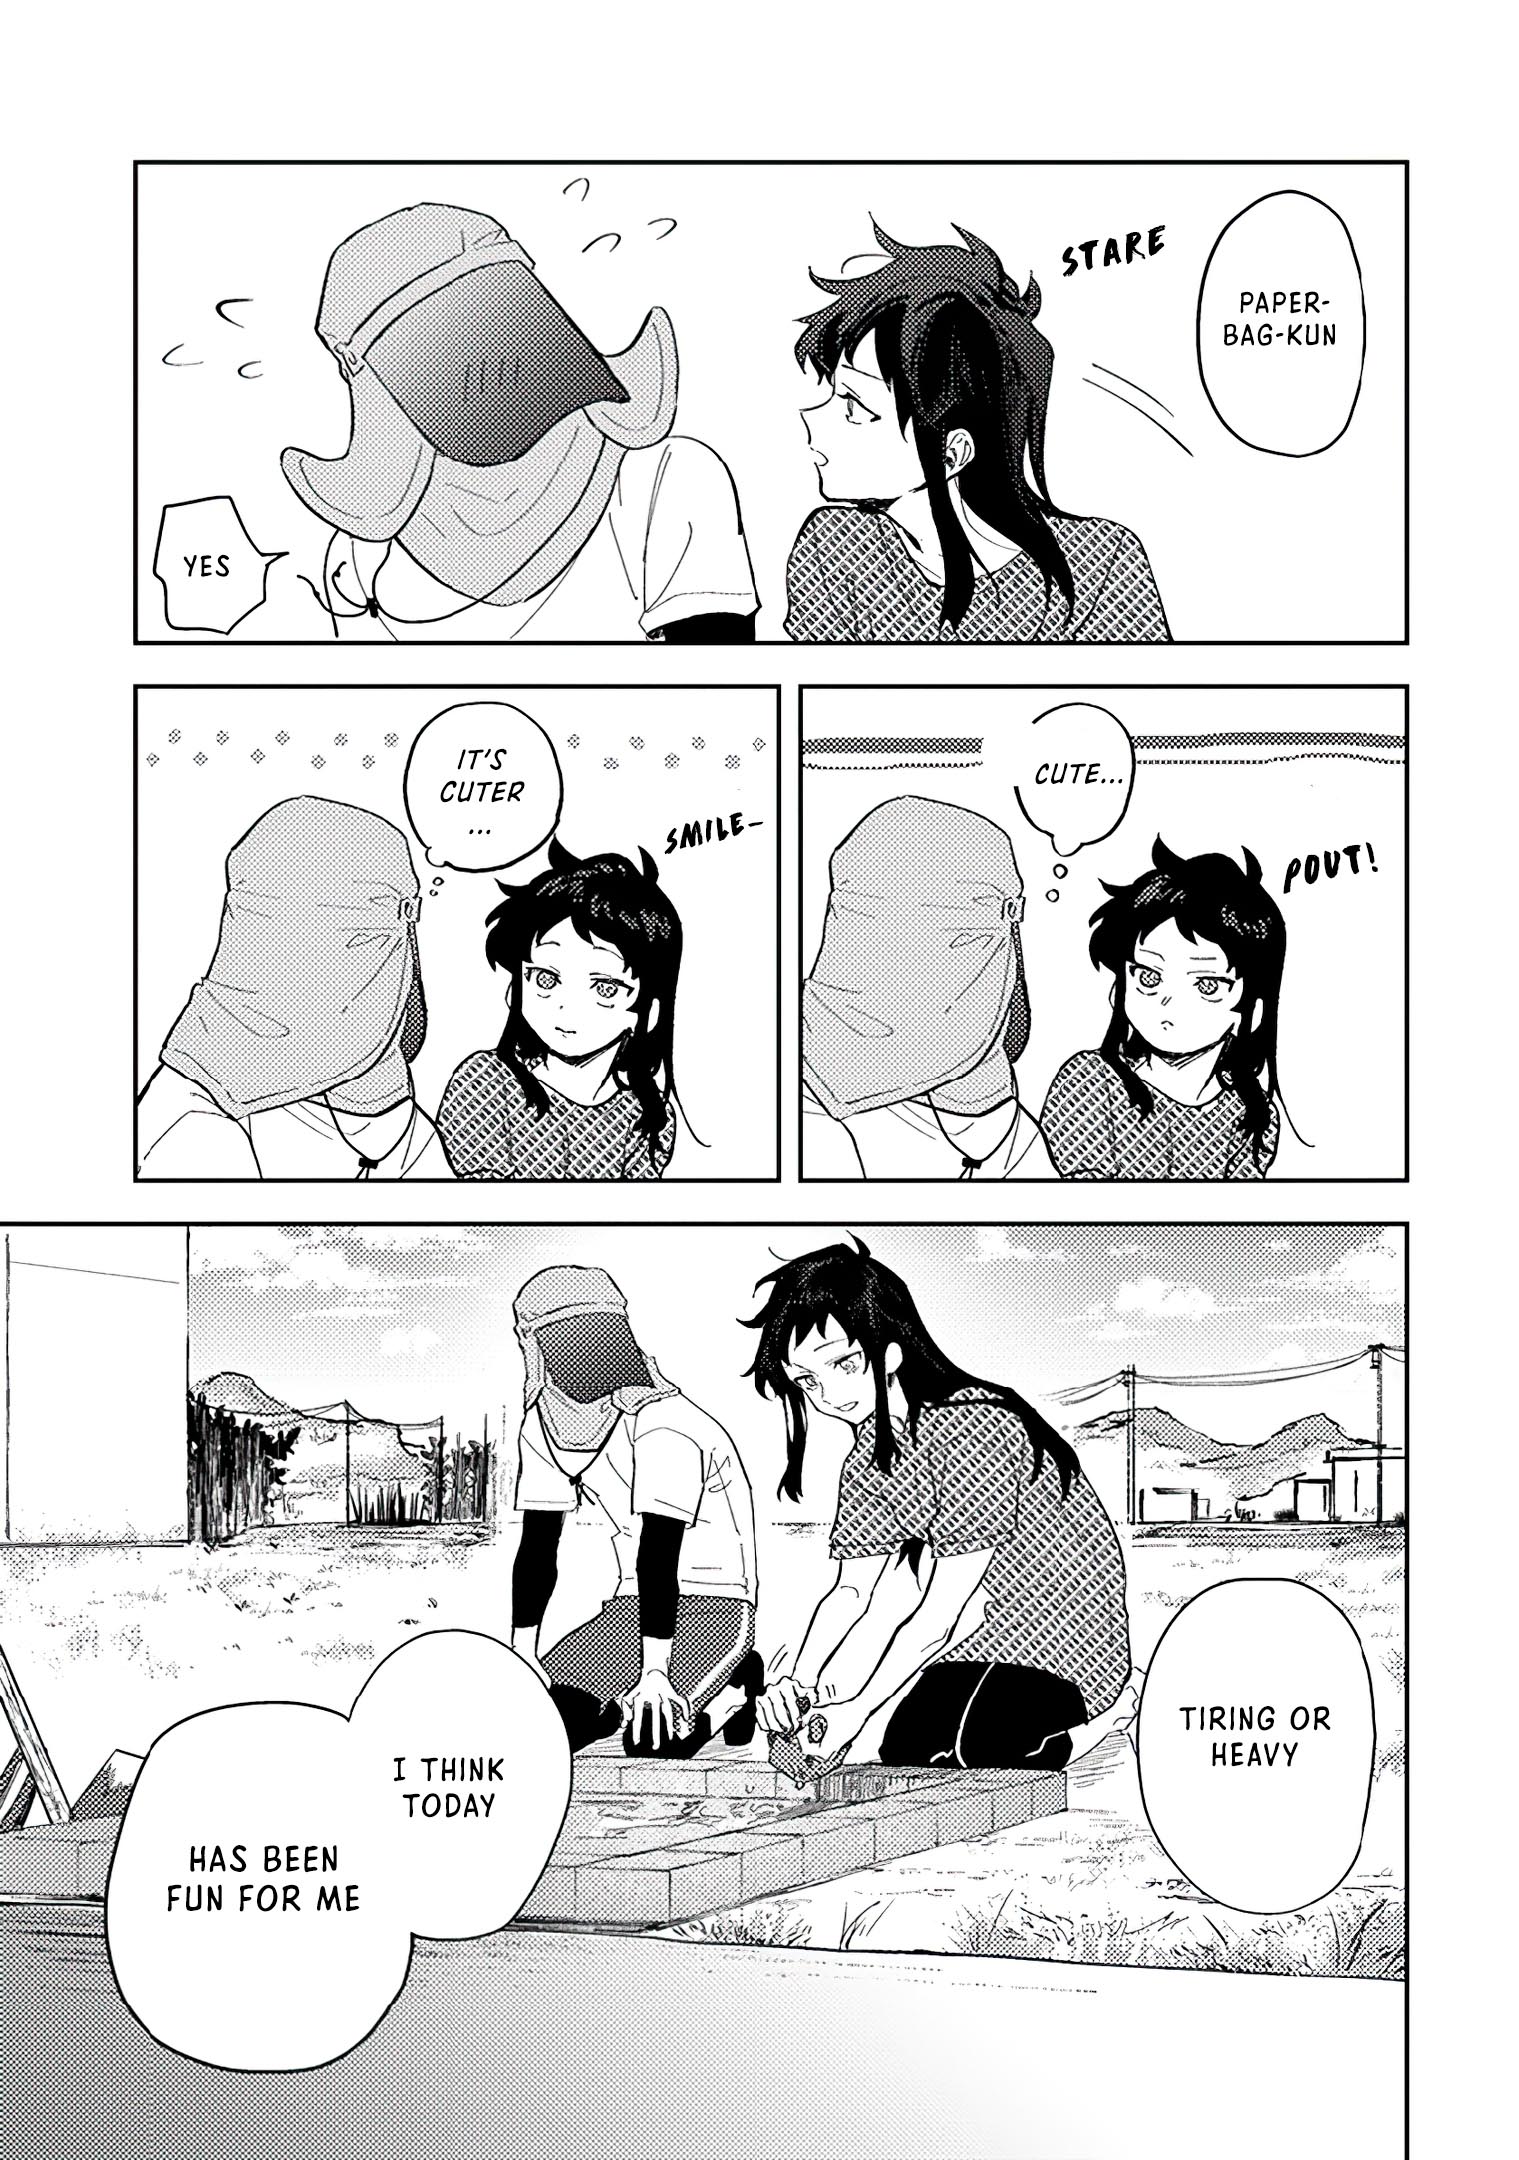 STARE
PAPER-
BAG-KUN
YES
CUTE...
POUT!
IT'S
CUTER
...
SMILE-
TIRING OR
HEAVY
I THINK
TODAY
HAS BEEN
FUN FOR ME